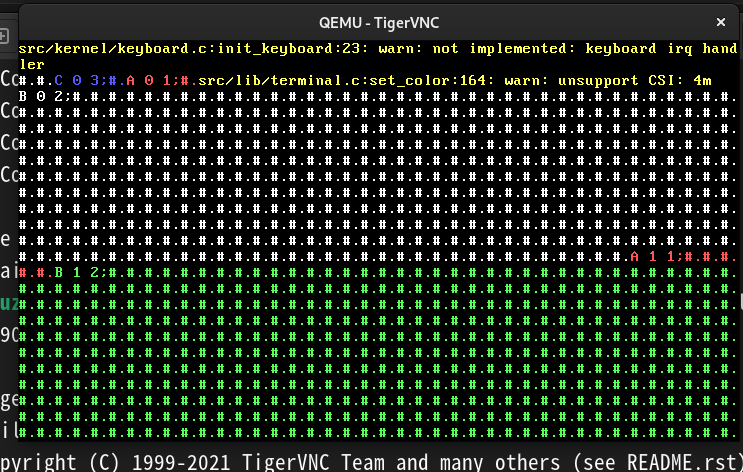 QEMU - TigerVNC
src/kernel/keyboard.c:init_keyboard:23: warn: not implemented: keyboard irq hand
ler
#.#.C 0 3;#.A 0 1;#.src/lib/terminal.c:set_color:164: warn: unsupport CSI: 4m
B 0 2;#.#.#.#.#.#.#.#.#.#.#.#.#.#.#.#.#.#.#.#.#.#.#.#.#.#.#.#.#.#.#.#.#.#.#.#.#.
#.#.#.#.#.#.#.#.#.#.#.#.#.#.#.#.#.#.#.#.#.#.#.#.#.#.#.#.#.#.#.#.#.#.#.#.#.#.#.#.
#.#.#.#.#.#.#.#.#.#.#.#.#.#.#.#.#.#.#.#.#.#.#.#.#.#.#.#.#.#.#.#.#.#.#.#.#.#.#.#.
#.#.#.#.#.#.#.#.#.#.#.#.#.#.#.#.#.#.#.#.#.#.#.#.#.#.#.#.#.#.#.#.#.#.#.#.#.#.#.#.
#.#.#.#.#.#.#.#.#.#.#.#.#.#.#.#.#.#.#.#.#.#.#.#.#.#.#.#.#.#.#.#.#.#.#.#.#.#.#.#.
#.#.#.#.#.#.#.#.#.#.#.#.#.#.#.#.#.#.#.#.#.#.#.#.#.#.#.#.#.#.#.#.#.#.#.#.#.#.#.#.
#.#.#.#.#.#.#.#.#.#.#.#.#.#.#.#.#.#.#.#.#.#.#.#.#.#.#.#.#.#.#.#.#.#.#.#.#.#.#.#.
#.#.#.#.#.#.#.#.#.#.#.#.#.#.#.#.#.#.#.#.#.#.#.#.#.#.#.#.#.#.#.#.#.#.#.#.#.#.#.#.
#.#.#.#.#.#.#.#.#.#.#.#.#.#.#.#.#.#.#.#.#.#.#.#.#.#.#.#.#.#.#.#.#.#.#.#.#.#.#.#.
#.#.#.#.#.#.#.#.#.#.#.#.#.#.#.#.#.#.#.#.#.#.#.#.#.#.#.#.#.#.#.#.#.#.#.#.#.#.#.#.
#.#.#.#.#.#.#.#.#.#.#.#.#.#.#.#.#.#.#.#.#.#.#.#.#.#.#.#.#.#.#.#.#.#.A 1 1;#.#.#.
#.#.B 1 2;#.#.#.#.#.#.#.#.#.#.#.#.#.#.#.#.#.#.#.#.#.#.#.#.#.#.#.#.#.#.#.#.#.#.#.
#.#.#.#.#.#.#.#.#.#.#.#.#.#.#.#.#.#.#.#.#.#.#.#.#.#.#.#.#.#.#.#.#.#.#.#.#.#.#.#.
#.#.#.#.#.#.#.#.#.#.#.#.#.#.#.#.#.#.#.#.#.#.#.#.#.#.#.#.#.#.#.#.#.#.#.#.#.#.#.#.
#.#.#.#.#.#.#.#.#.#.#.#.#.#.#.#.#.#.#.#.#.#.#.#.#.#.#.#.#.#.#.#.#.#.#.#.#.#.#.#.
#.#.#.#.#.#.#.#.#.#.#.#.#.#.#.#.#.#.#.#.#.#.#.#.#.#.#.#.#.#.#.#.#.#.#.#.#.#.#.#.
#.#.#.#.#.#.#.#.#.#.#.#.#.#.#.#.#.#.#.#.#.#.#.#.#.#.#.#.#.#.#.#.#.#.#.#.#.#.#.#.
#.#.#.#.#.#.#.#.#.#.#.#.#.#.#.#.#.#.#.#.#.#.#.#.#.#.#.#.#.#.#.#.#.#.#.#.#.#.#.#.
#.#.#.#.#.#.#.#.#.#.#.#.#.#.#.#.#.#.#.#.#.#.#.#.#.#.#.#.#.#.#.#.#.#.#.#.#.#.#.#.
#.#.#.#.#.#.#.#.#.#.#.#.#.#.#.#.#.#.#.#.#.#.#.#.#.#.#.#.#.#.#.#.#.#.#.#.#.#.#.#.
#.#.#.#.#.#.#.#.#.#.#.#.#.#.#.#.#.#.#.#.#.#.#.#.#.#.#.#.#.#.#.#.#.#.#.#.#.#.#.#.
#.#.#.#.#.#.#.#.#.#.#.#.#.#.#.#.#.#.#.#.#.#.#.#.#.#.#.#.#.#.#.#.#.#.#.#.#.#.#.#.
pyright (C) 1999-2021 TigerVNC Team and many others (see README.rst)